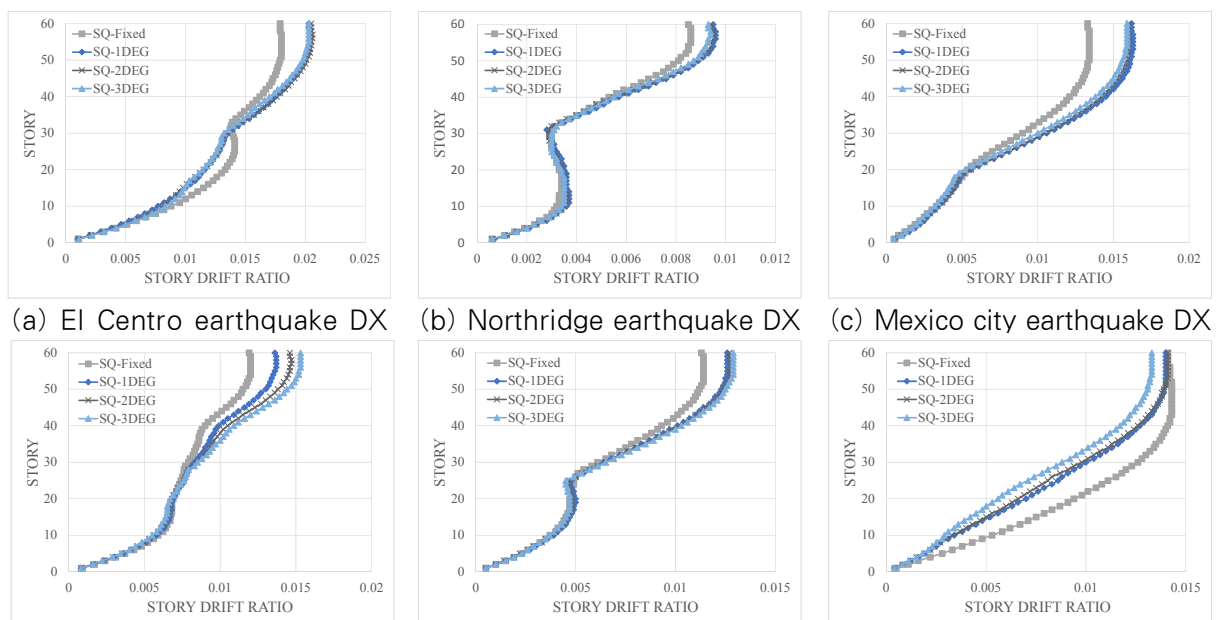 60
50
40
30
20
10
0
STORY
SQ-Fixed
SQ-1DEG
SQ-2DEG
SQ-3DEG
0 0.005 0.01 0.015 0.02 0.025
STORY DRIFT RATIO
(a) El Centro earthquake DX
60
50
40
30
20
10
0
STORY
SQ-Fixed
SQ-1DEG
SQ-2DEG
SQ-3DEG
0 0.002 0.004 0.006 0.008 0.01 0.012
STORY DRIFT RATIO
(b) Northridge earthquake DX
60
50
40
30
20
10
0
STORY
SQ-Fixed
SQ-1DEG
SQ-2DEG
SQ-3DEG
0 0.005 0.01 0.015 0.02
STORY DRIFT RATIO
(c) Mexico city earthquake DX
60
50
40
30
20
10
0
STORY
SQ-Fixed
SQ-1DEG
SQ-2DEG
SQ-3DEG
0 0.005 0.01 0.015 0.02
STORY DRIFT RATIO
60
50
40
30
20
10
0
STORY
SQ-Fixed
SQ-1DEG
SQ-2DEG
SQ-3DEG
0 0.005 0.01 0.015
STORY DRIFT RATIO
60
50
40
30
20
10
0
STORY
SQ-Fixed
SQ-1DEG
SQ-2DEG
SQ-3DEG
0 0.005 0.01 0.015
STORY DRIFT RATIO